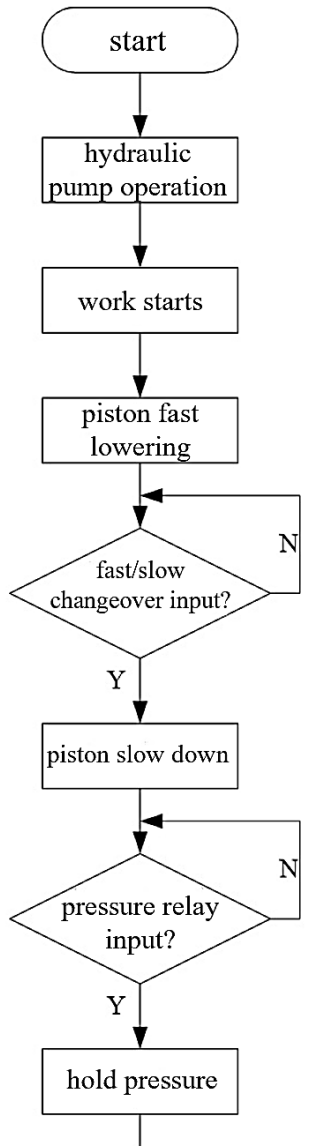 start
hydraulic
pump operation
work starts
piston fast
lowering
N
fast/slow
changeover input?
Y
piston slow down
N
pressure relay
input?
Y
hold pressure